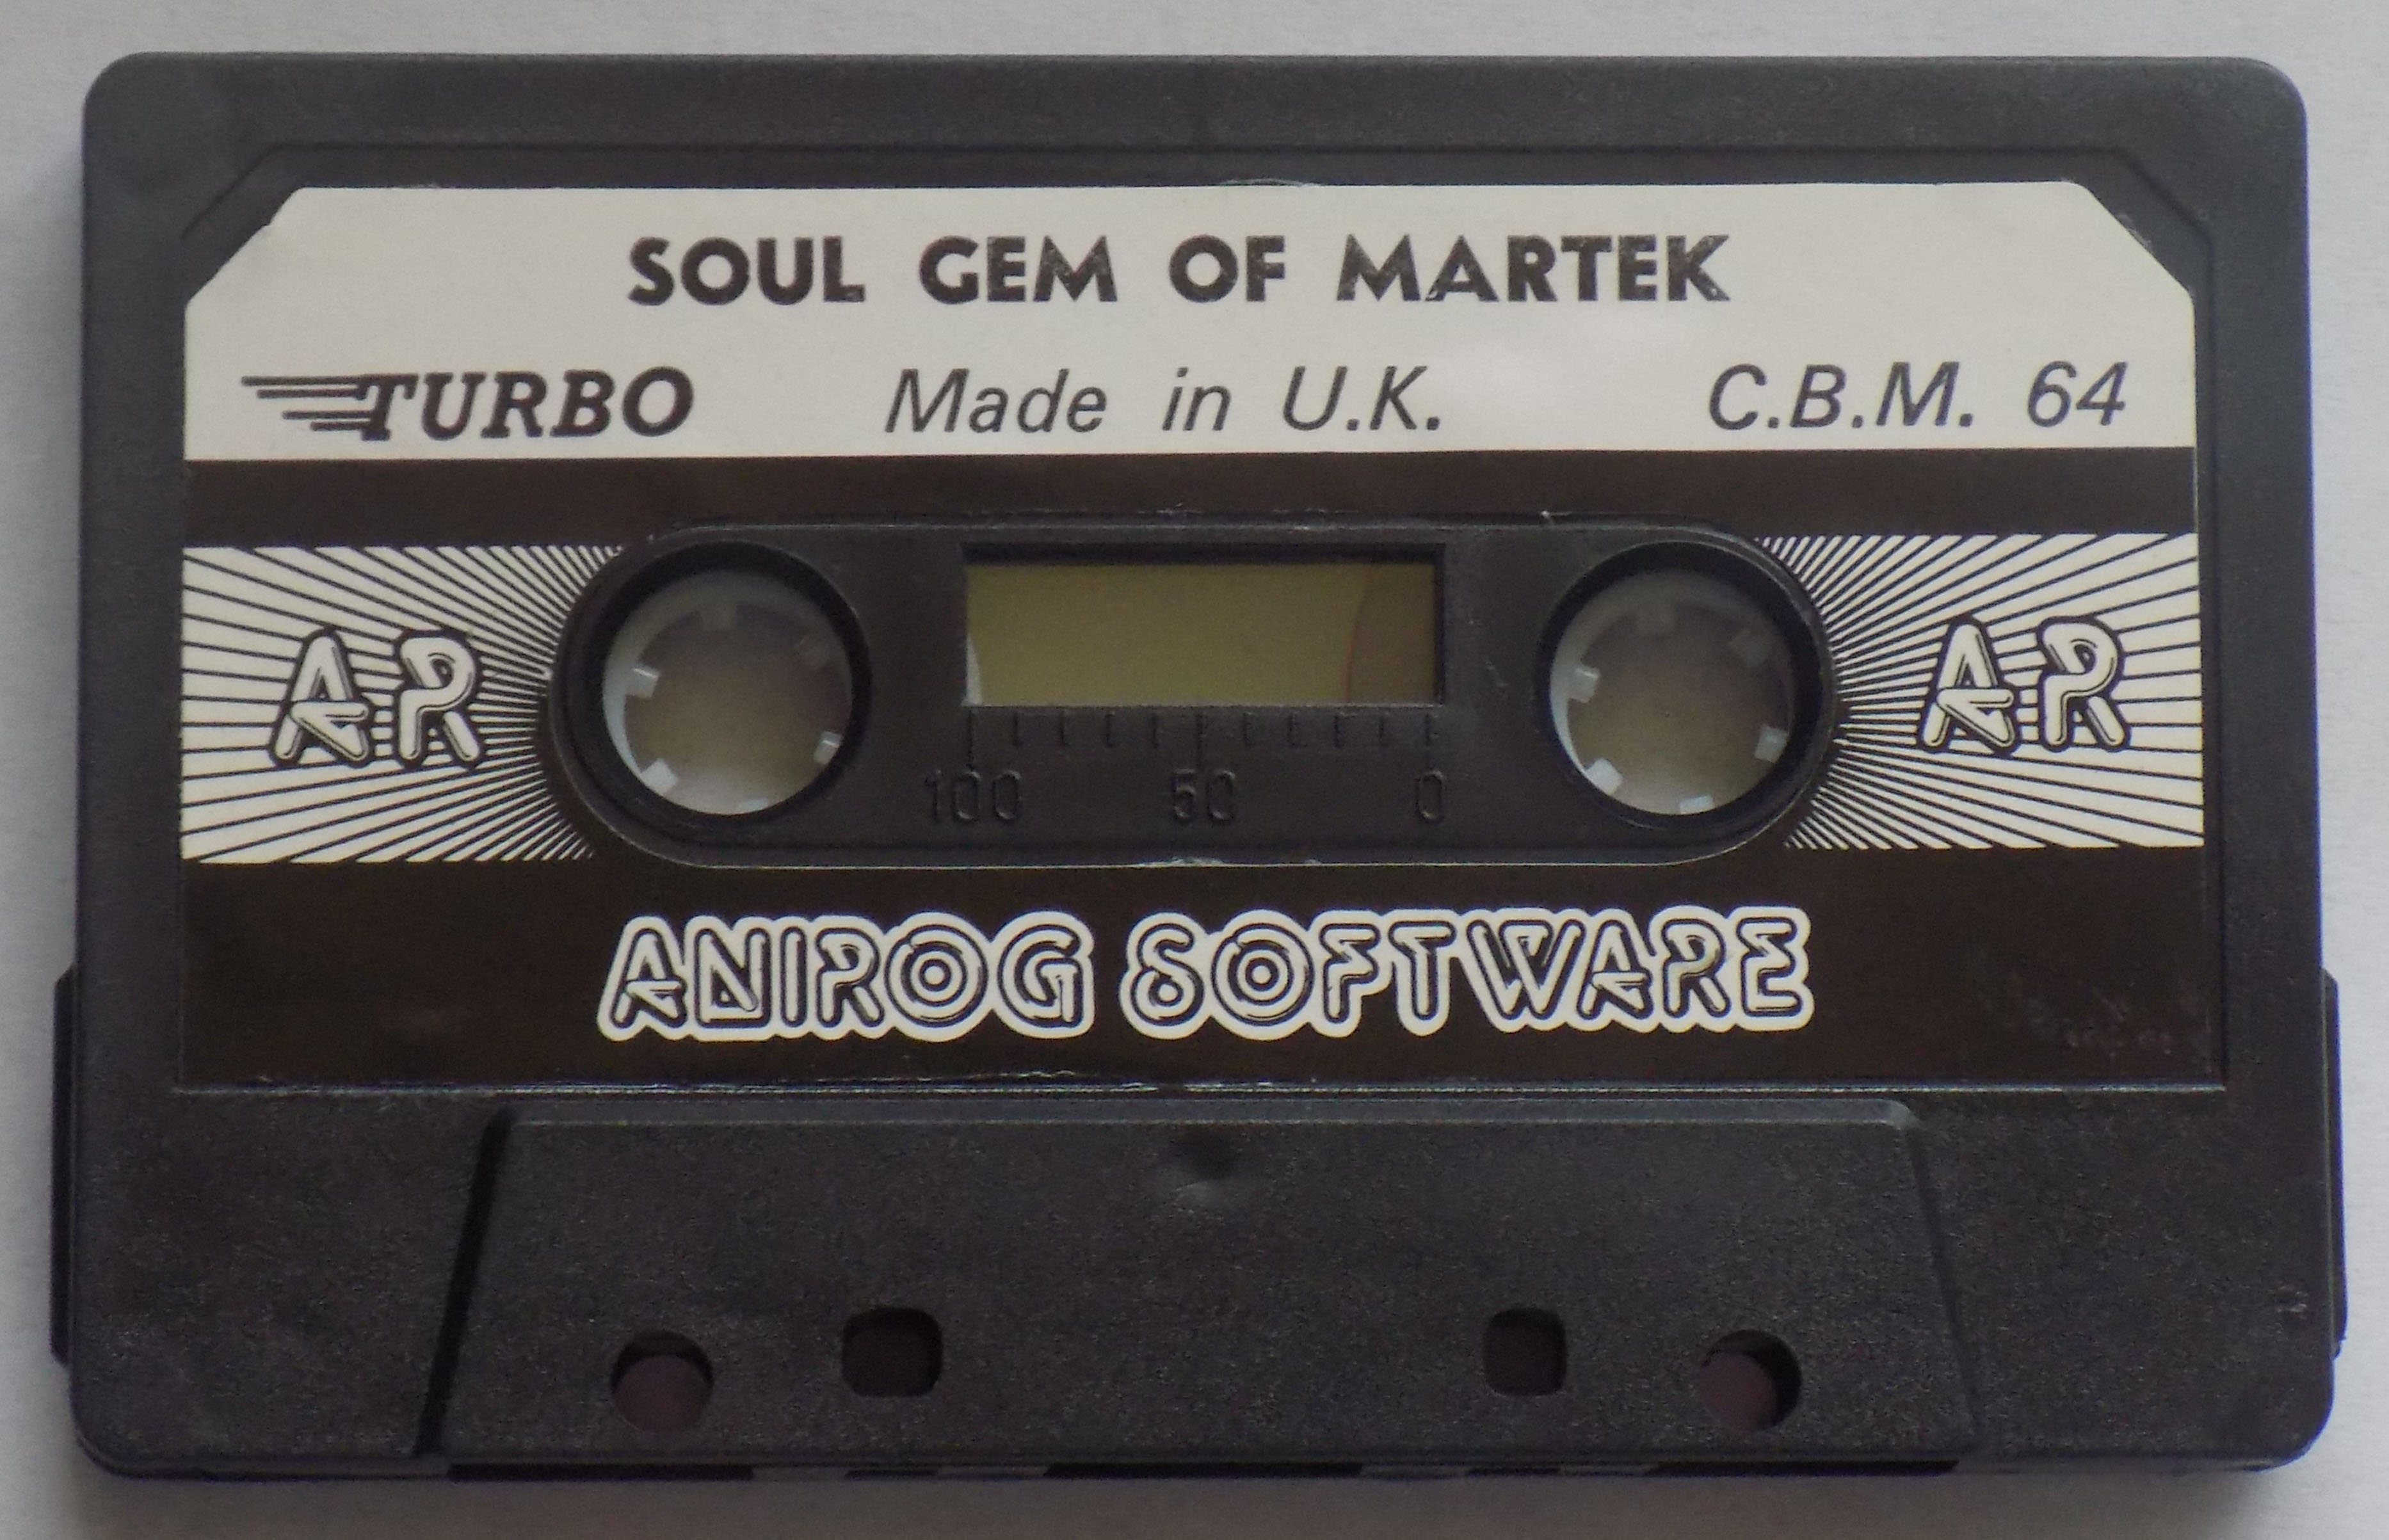 SOUL GEM OF MARTEK
TURBO Made in U.K. C.B.M. 64
AR AR
100 50 0
ANIROG SOFTWARE